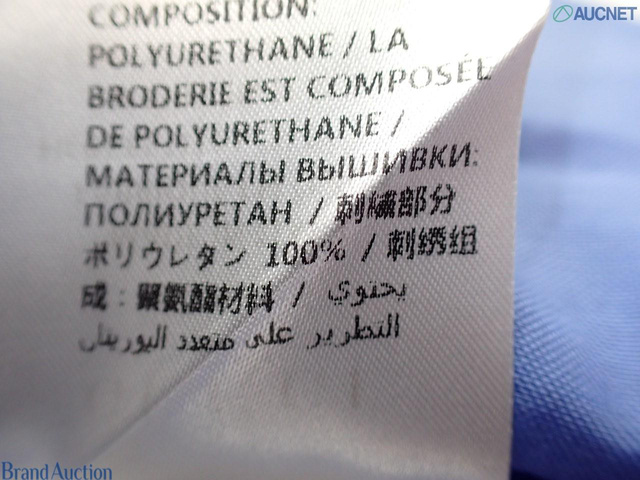 AUCNET
COMPOSITION:
POLYURETHANE / LA
BRODERIE EST COMPOSÉE
DE POLYURETHANE /
МАТЕРИАЛЫ ВЫШИВКИ:
ПОЛИУРЕТАН / 刺繍部分
ポリウレタン 100% / 刺绣组
成：聚氨酯材料 / يحتوي
التطريز على متعدد اليوريثان
Brand Auction